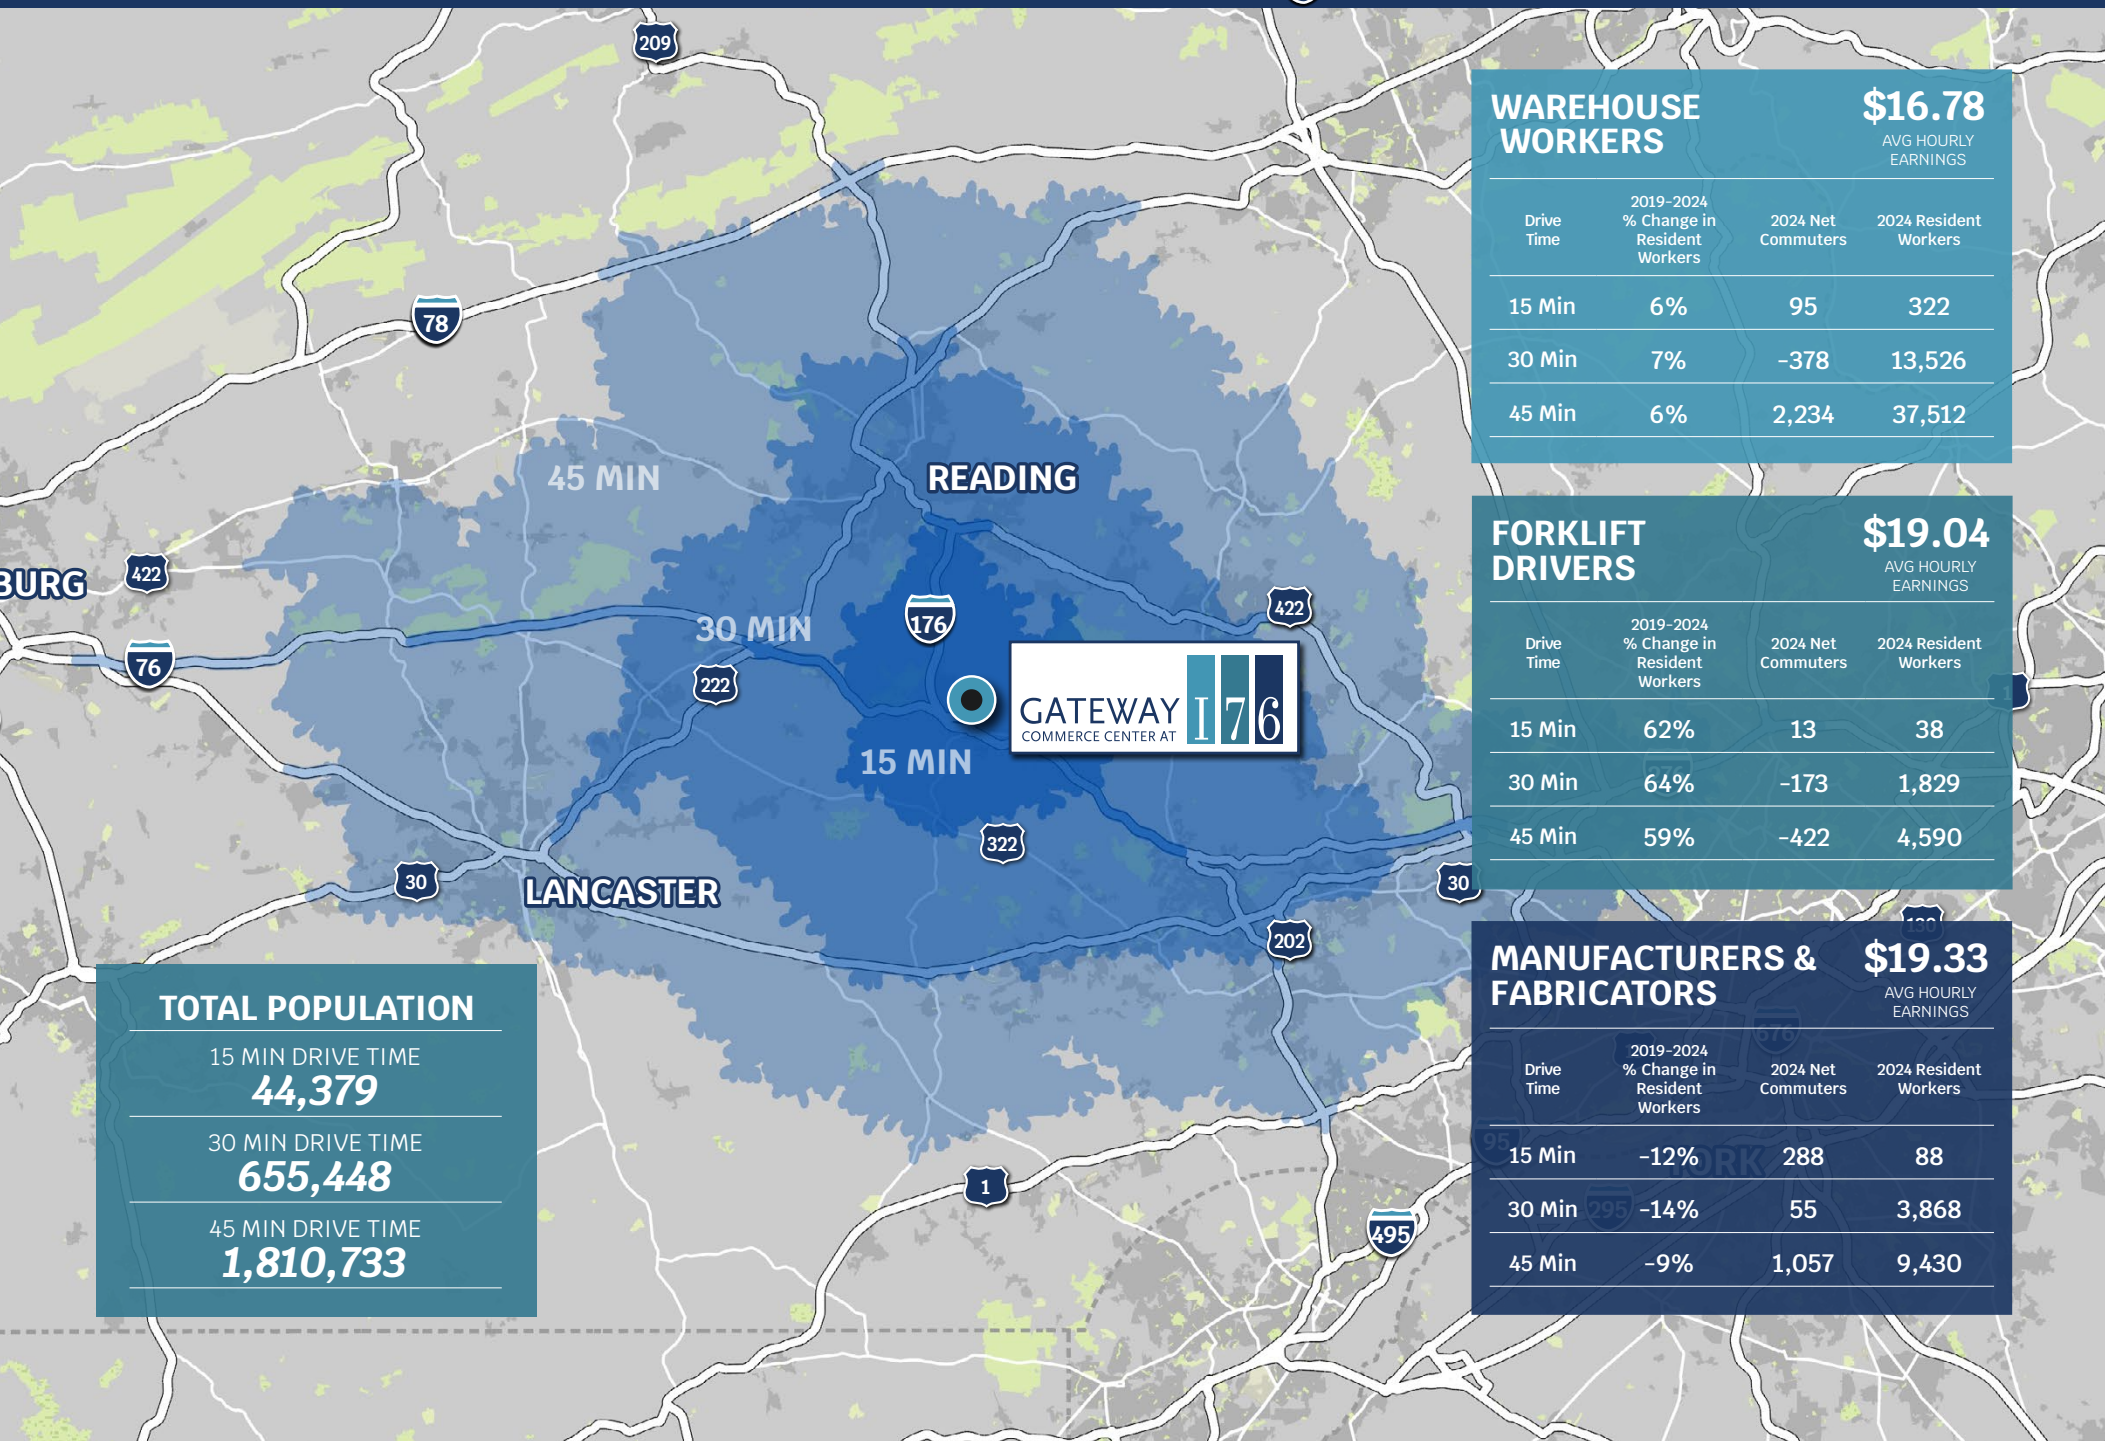 209
78
45 MIN
READING
BURG
422
76
30 MIN
176
222
422
GATEWAY
COMMERCE CENTER AT
I76
15 MIN
322
30
LANCASTER
30
202
1
495
1
130
676
95
295
TOTAL POPULATION
15 MIN DRIVE TIME
44,379
30 MIN DRIVE TIME
655,448
45 MIN DRIVE TIME
1,810,733
WAREHOUSE
WORKERS
$16.78
AVG HOURLY
EARNINGS
Drive
Time
2019-2024
% Change in
Resident
Workers
2024 Net
Commuters
2024 Resident
Workers
15 Min 6% 95 322
30 Min 7% -378 13,526
45 Min 6% 2,234 37,512
FORKLIFT
DRIVERS
$19.04
AVG HOURLY
EARNINGS
Drive
Time
2019-2024
% Change in
Resident
Workers
2024 Net
Commuters
2024 Resident
Workers
15 Min 62% 13 38
30 Min 64% -173 1,829
45 Min 59% -422 4,590
MANUFACTURERS &
FABRICATORS
$19.33
AVG HOURLY
EARNINGS
Drive
Time
2019-2024
% Change in
Resident
Workers
2024 Net
Commuters
2024 Resident
Workers
15 Min -12% 288 88
30 Min -14% 55 3,868
45 Min -9% 1,057 9,430